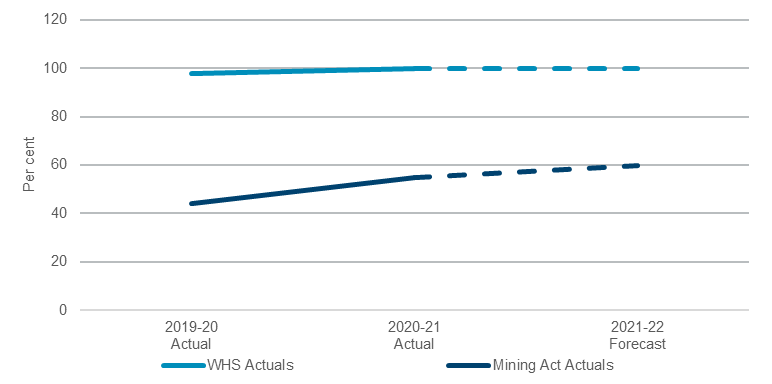 120
100
80
60
40
20
0
Per cent
2019-20
Actual
2020-21
Actual
2021-22
Forecast
WHS Actuals
Mining Act Actuals